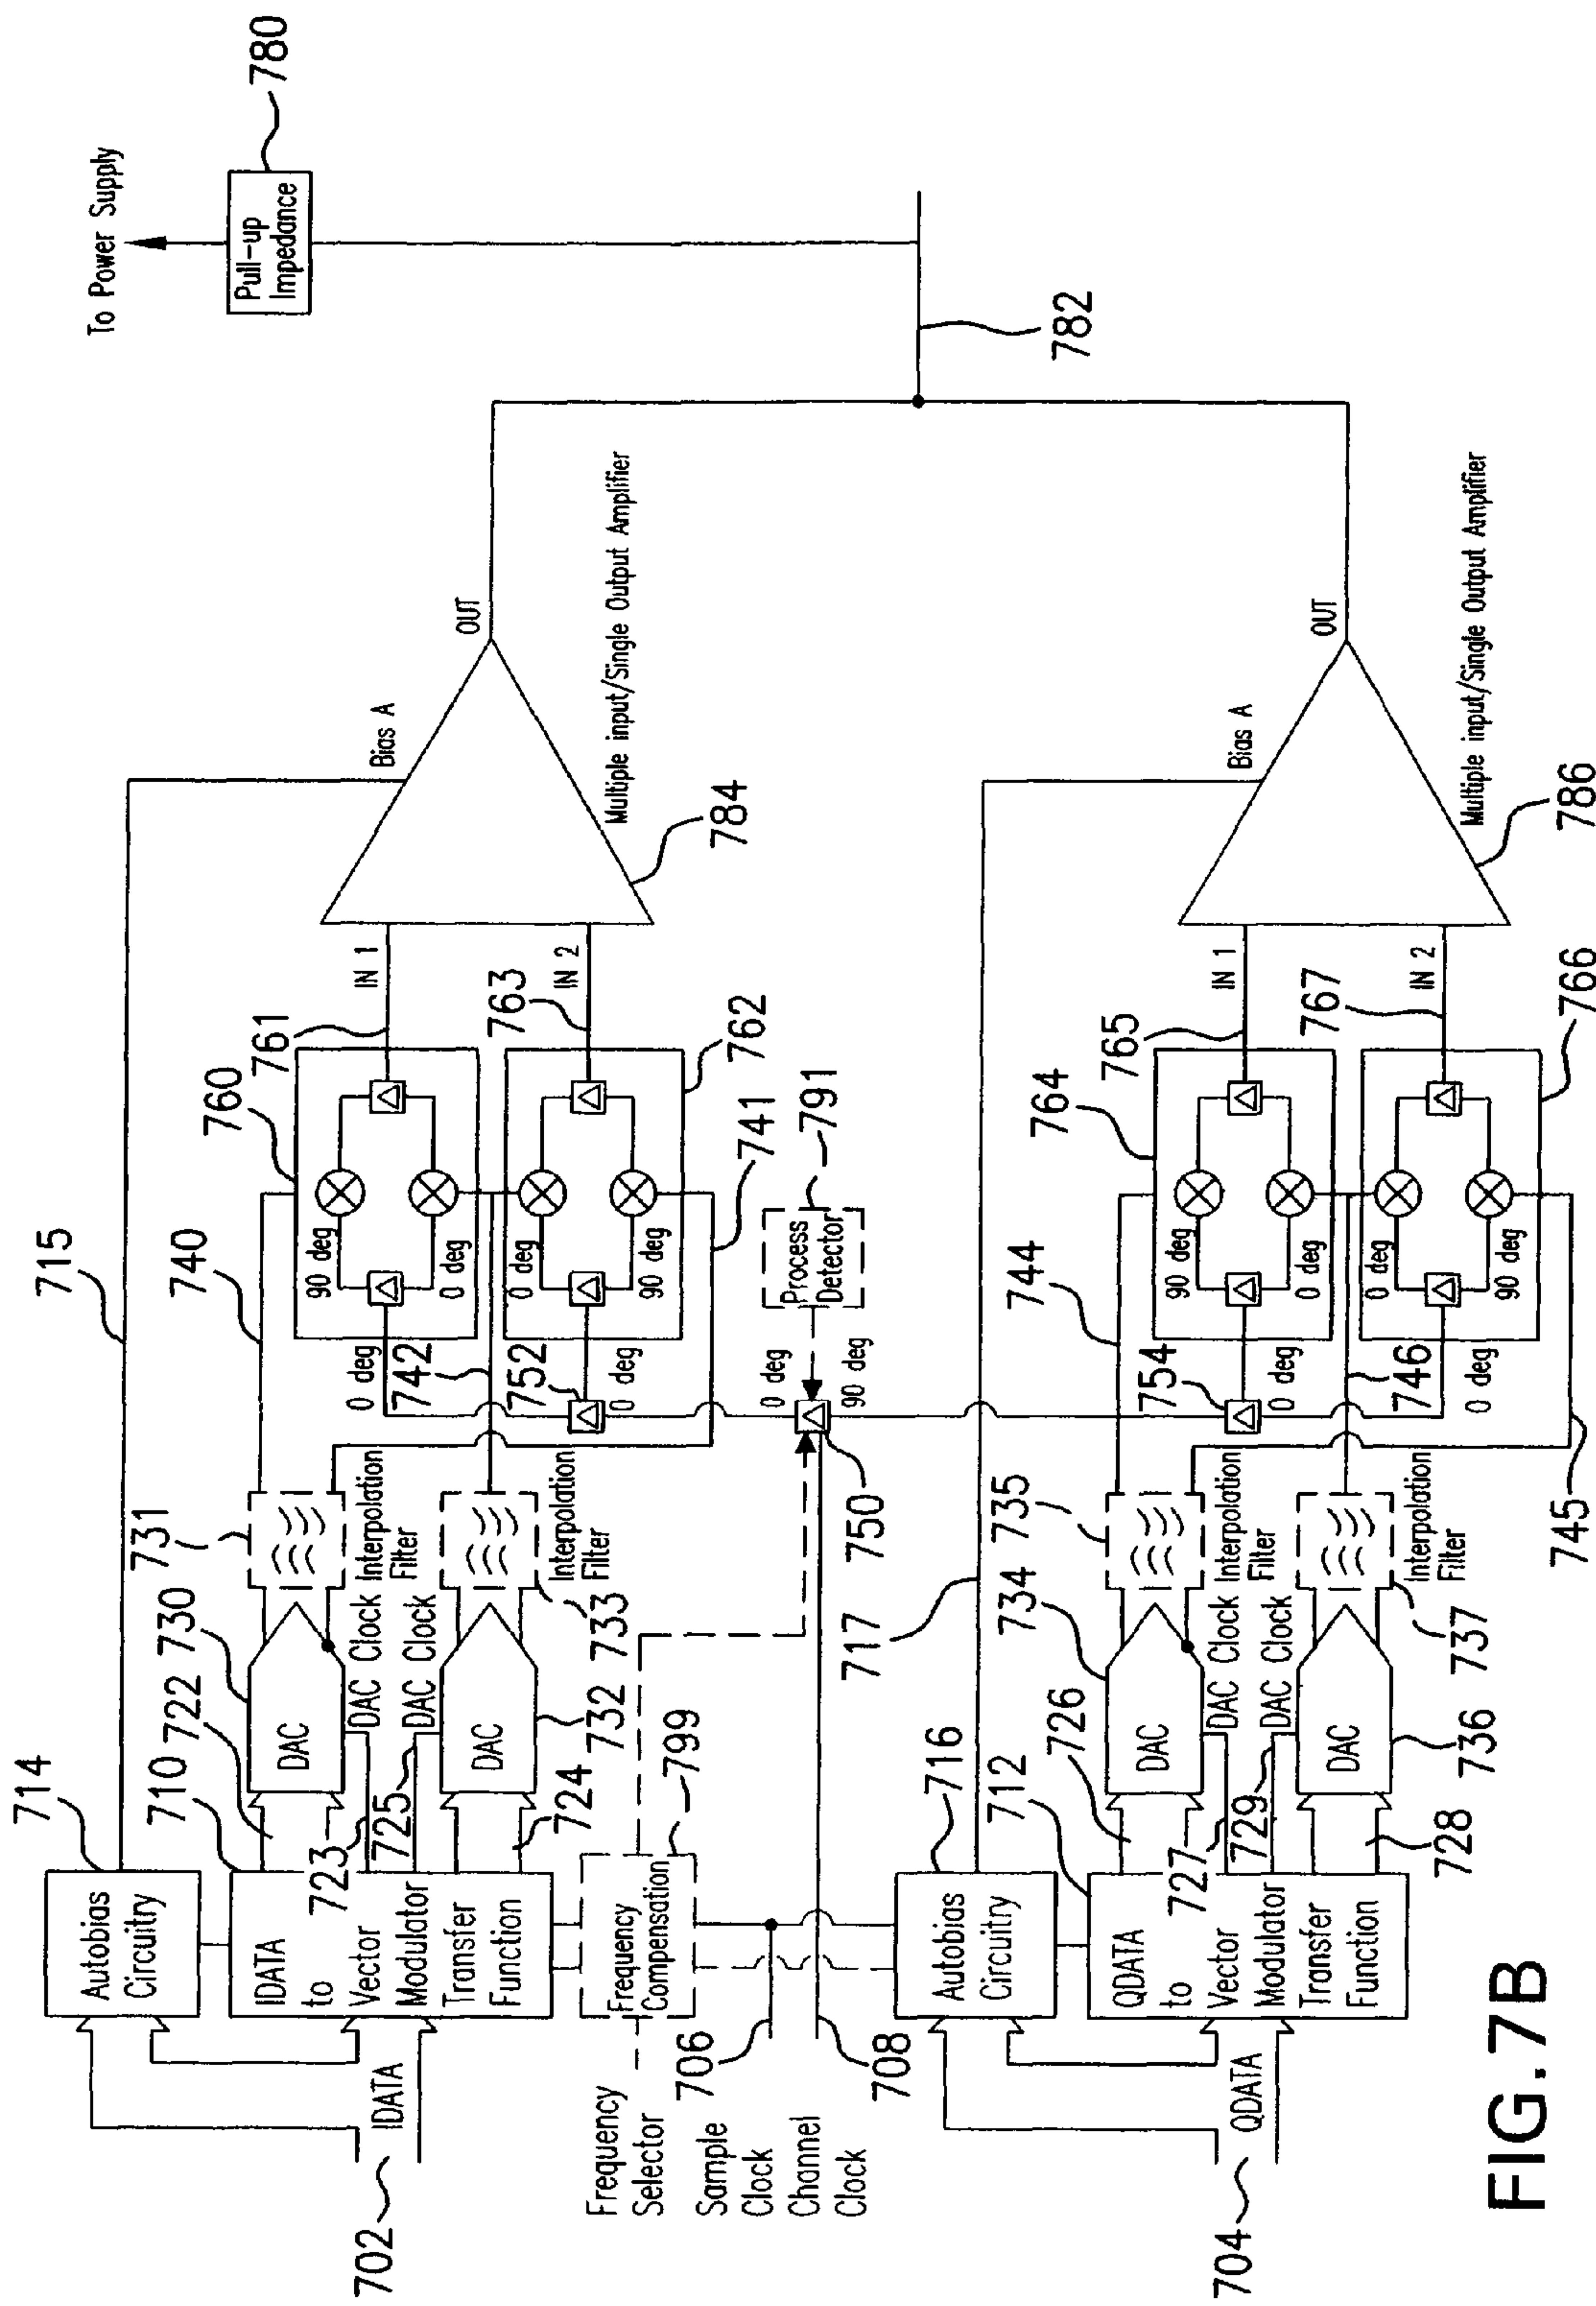 To Power Supply
Pull-up
Impedance
780
782
715
Bias A
OUT
Multiple input/Single Output Amplifier
784
IN 1
IN 2
761
763
760
762
741
740
90 deg
0 deg
0 deg
90 deg
0 deg
742
752
0 deg
Process
Detector
791
0 deg
90 deg
750
714
Autobias
Circuitry
710
722
730
731
DAC
DAC Clock
Interpolation
Filter
723
725
DAC Clock
DAC
Interpolation
Filter
733
732
724
IDATA
to
Vector
Modulator
Transfer
Function
IDATA
702
799
Frequency
Compensation
Frequency
Selector
706
Sample
Clock
708
Channel
Clock
717
Bias A
OUT
Multiple input/Single Output Amplifier
786
IN 1
IN 2
765
767
764
766
744
90 deg
0 deg
0 deg
90 deg
754
0 deg
746
0 deg
745
716
Autobias
Circuitry
712
726
734
735
DAC
DAC Clock
Interpolation
Filter
727
729
DAC Clock
DAC
Interpolation
Filter
737
736
728
QDATA
to
Vector
Modulator
Transfer
Function
QDATA
704
FIG.7B